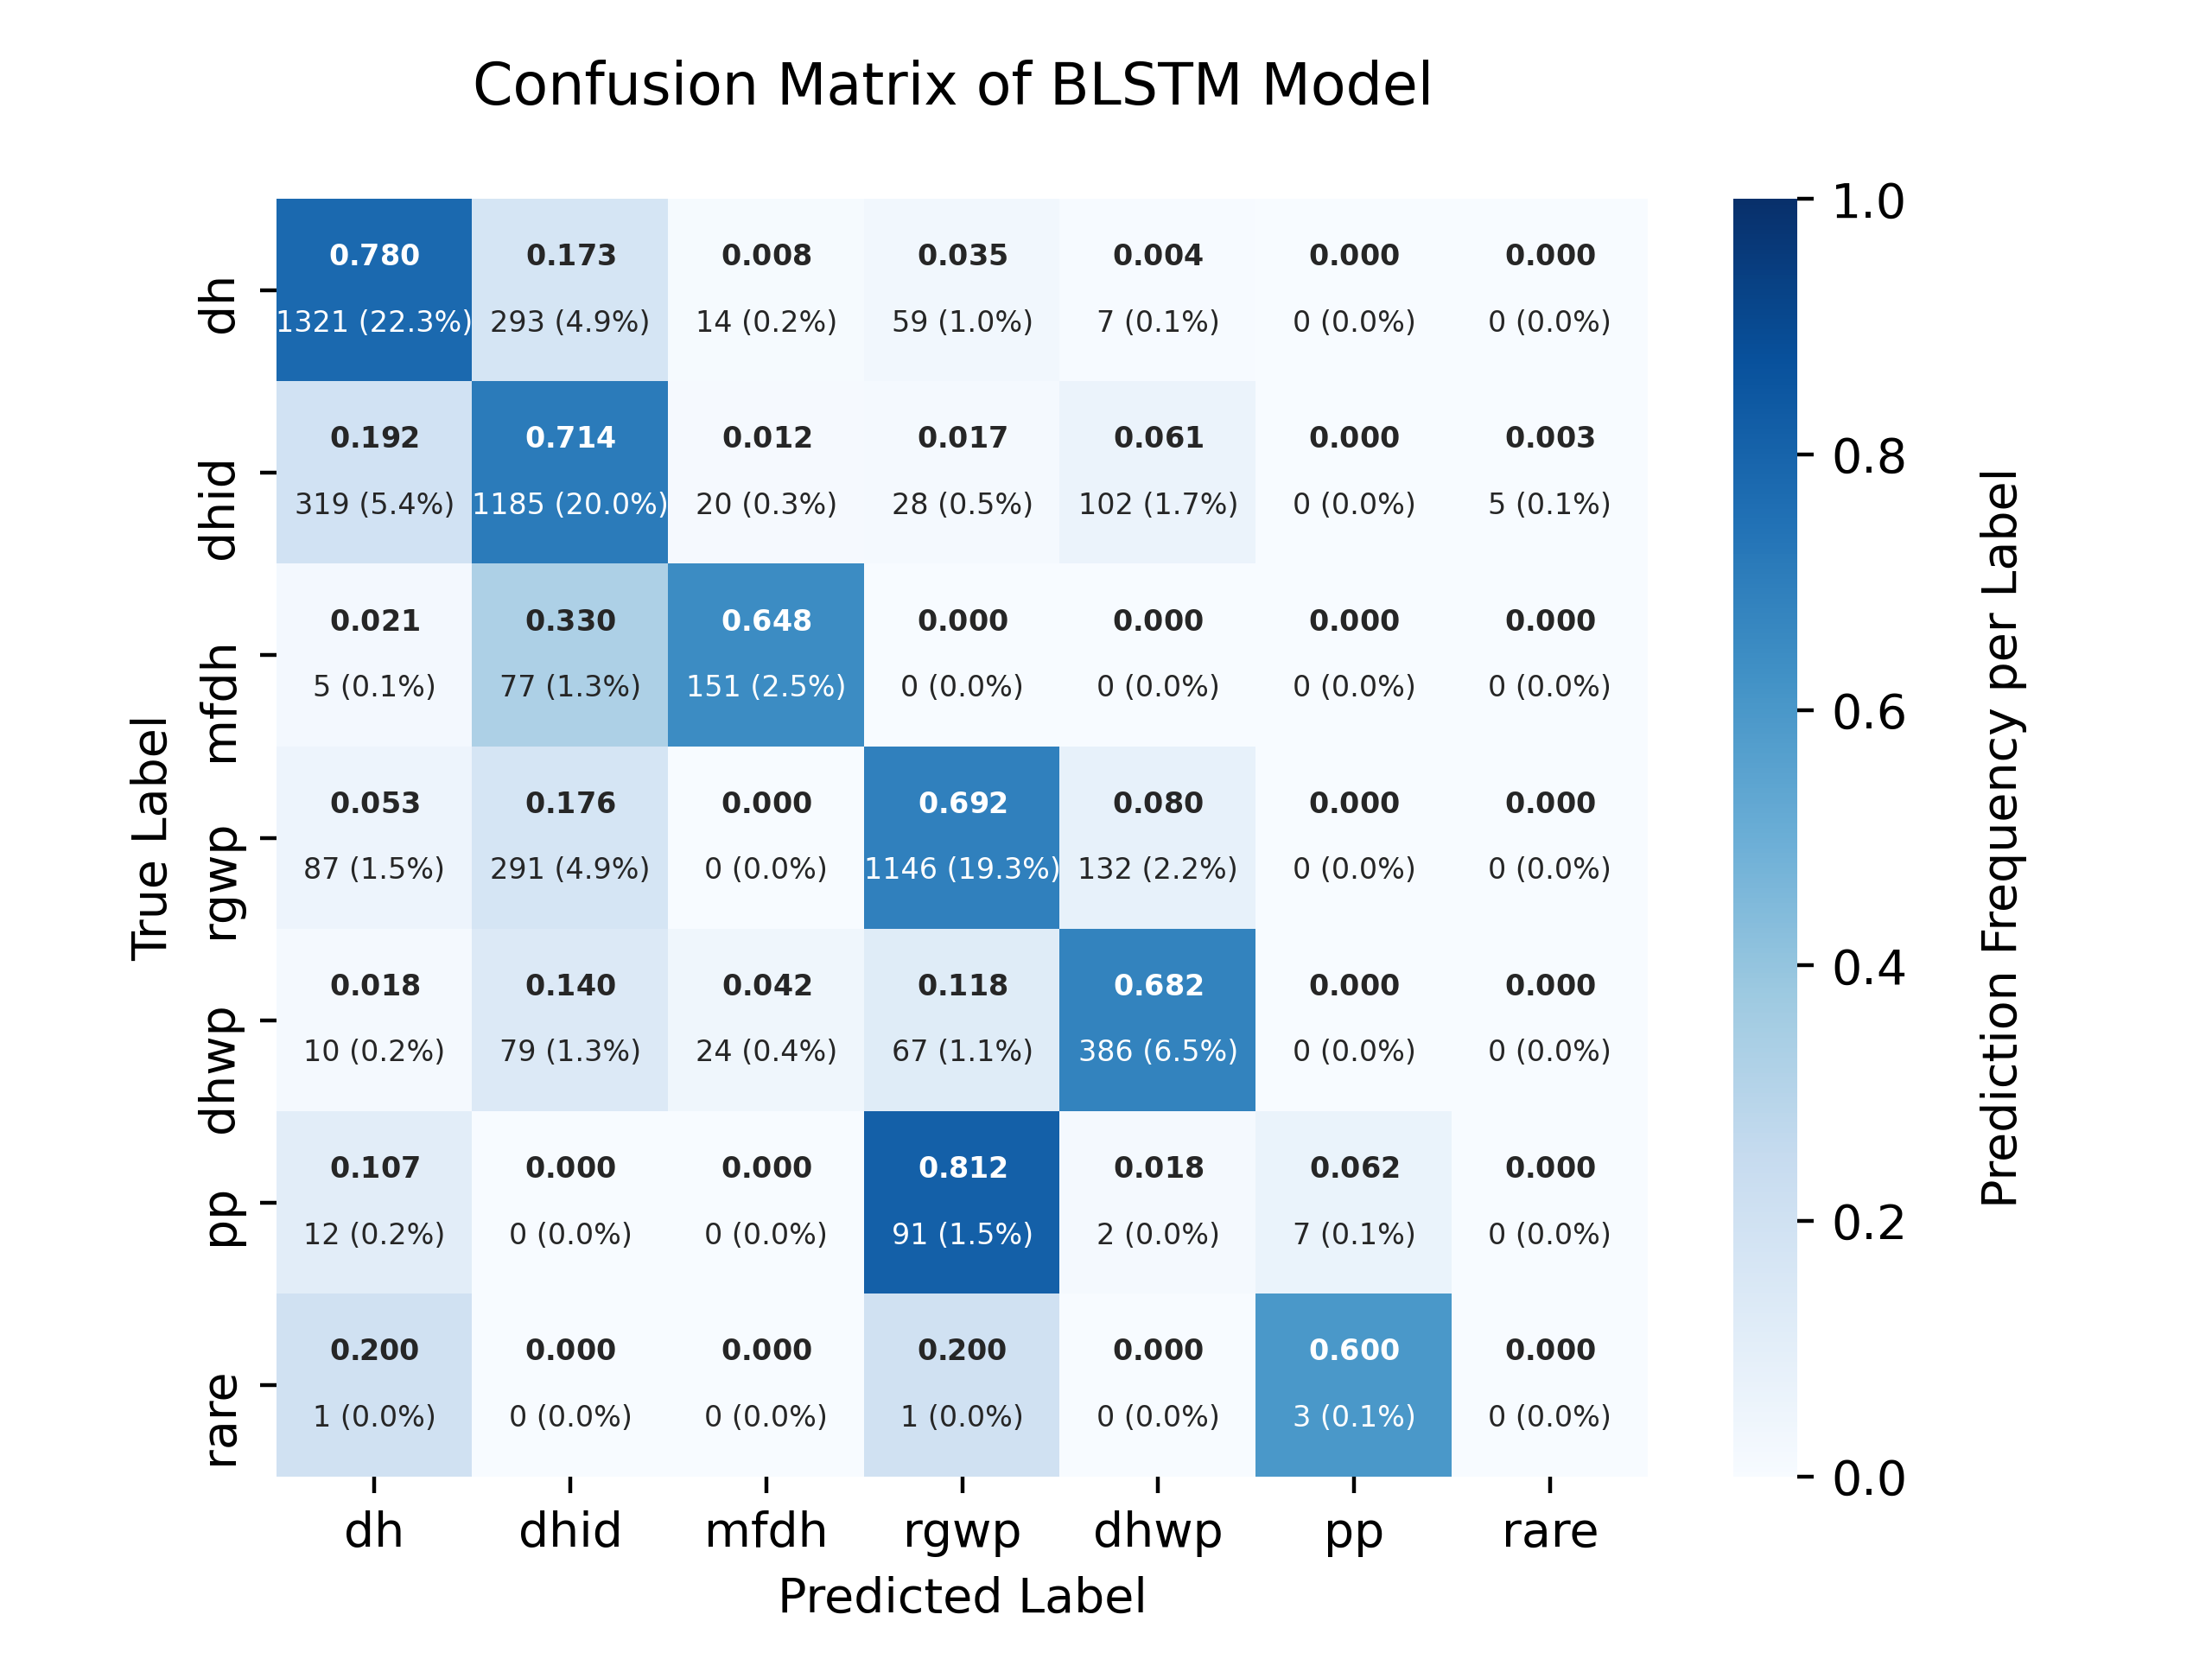 Confusion Matrix of BLSTM Model
0.780 0.173 0.008 0.035 0.004 0.000 0.000
1321 (22.3%) 293 (4.9%) 14 (0.2%) 59 (1.0%) 7 (0.1%) 0 (0.0%) 0 (0.0%)
0.192 0.714 0.012 0.017 0.061 0.000 0.003
319 (5.4%) 1185 (20.0%) 20 (0.3%) 28 (0.5%) 102 (1.7%) 0 (0.0%) 5 (0.1%)
0.021 0.330 0.648 0.000 0.000 0.000 0.000
5 (0.1%) 77 (1.3%) 151 (2.5%) 0 (0.0%) 0 (0.0%) 0 (0.0%) 0 (0.0%)
0.053 0.176 0.000 0.692 0.080 0.000 0.000
87 (1.5%) 291 (4.9%) 0 (0.0%) 1146 (19.3%) 132 (2.2%) 0 (0.0%) 0 (0.0%)
0.018 0.140 0.042 0.118 0.682 0.000 0.000
10 (0.2%) 79 (1.3%) 24 (0.4%) 67 (1.1%) 386 (6.5%) 0 (0.0%) 0 (0.0%)
0.107 0.000 0.000 0.812 0.018 0.062 0.000
12 (0.2%) 0 (0.0%) 0 (0.0%) 91 (1.5%) 2 (0.0%) 7 (0.1%) 0 (0.0%)
0.200 0.000 0.000 0.200 0.000 0.600 0.000
1 (0.0%) 0 (0.0%) 0 (0.0%) 1 (0.0%) 0 (0.0%) 3 (0.1%) 0 (0.0%)
dh
dhid
mfdh
rgwp
dhwp
pp
rare
True Label
dh dhid mfdh rgwp dhwp pp rare
Predicted Label
1.0
0.8
0.6
0.4
0.2
0.0
Prediction Frequency per Label